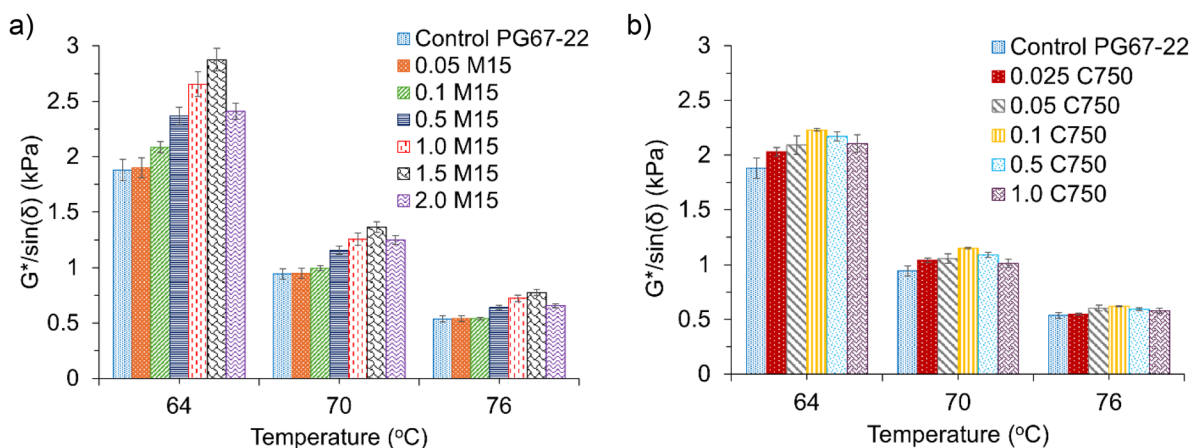 a)
G*/sin(δ) (kPa)
3
2.5
2
1.5
1
0.5
0
Control PG67-22
0.05 M15
0.1 M15
0.5 M15
1.0 M15
1.5 M15
2.0 M15
64 70 76
Temperature (°C)
b)
G*/sin(δ) (kPa)
3
2.5
2
1.5
1
0.5
0
Control PG67-22
0.025 C750
0.05 C750
0.1 C750
0.5 C750
1.0 C750
64 70 76
Temperature (°C)